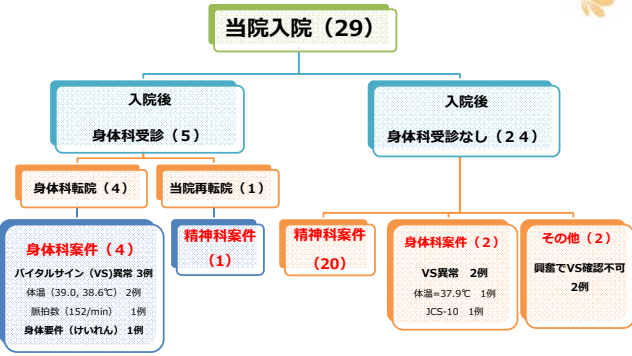 当院入院（29）
入院後
身体科受診（5）
入院後
身体科受診なし（２４）
身体科転院（4）
当院再転院（1）
身体科案件（4）
バイタルサイン（VS)異常 3例
体温（39.0, 38.6℃） 2例
脈拍数（152/min） 1例
身体要件（けいれん） 1例
精神科案件
（1）
精神科案件
（20）
身体科案件（2）
VS異常 2例
体温=37.9℃ 1例
JCS-10 1例
その他（2）
興奮でVS確認不可
2例